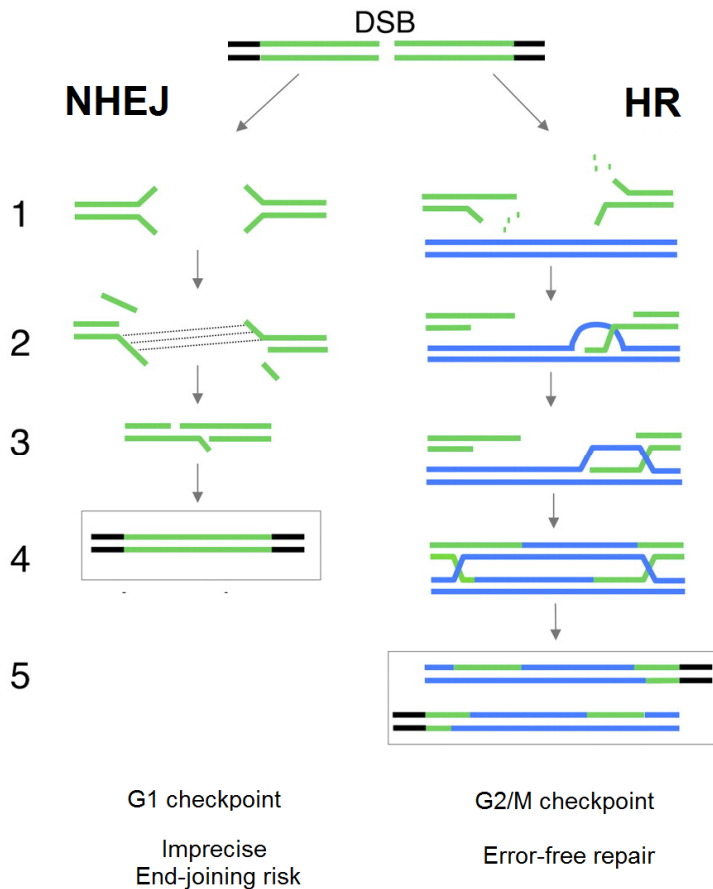 DSB
NHEJ
HR
1
2
3
4
5
G1 checkpoint
G2/M checkpoint
Imprecise
End-joining risk
Error-free repair